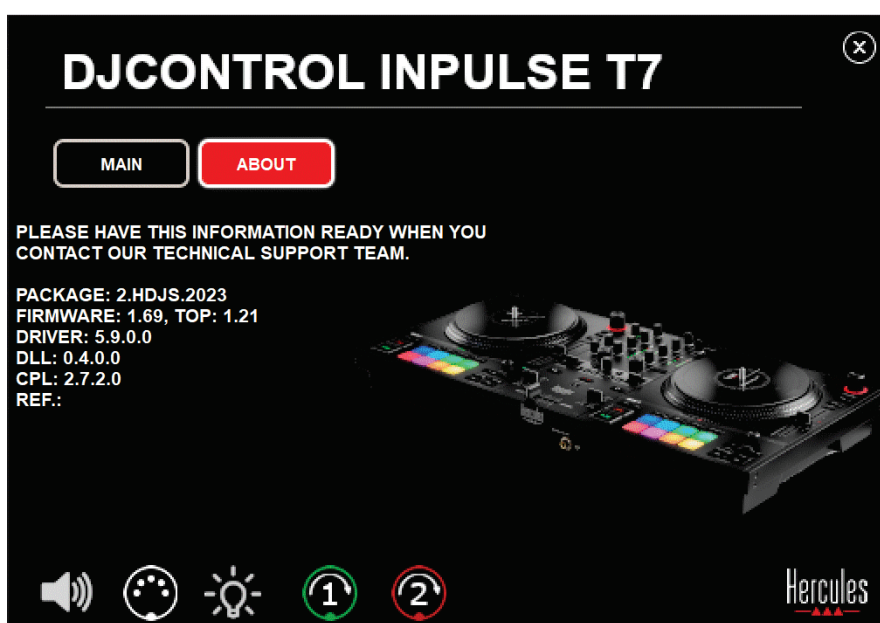 DJCONTROL INPULSE T7
MAIN
ABOUT
PLEASE HAVE THIS INFORMATION READY WHEN YOU
CONTACT OUR TECHNICAL SUPPORT TEAM.
PACKAGE: 2.HDJS.2023
FIRMWARE: 1.69, TOP: 1.21
DRIVER: 5.9.0.0
DLL: 0.4.0.0
CPL: 2.7.2.0
REF.:
1
2
Hercules